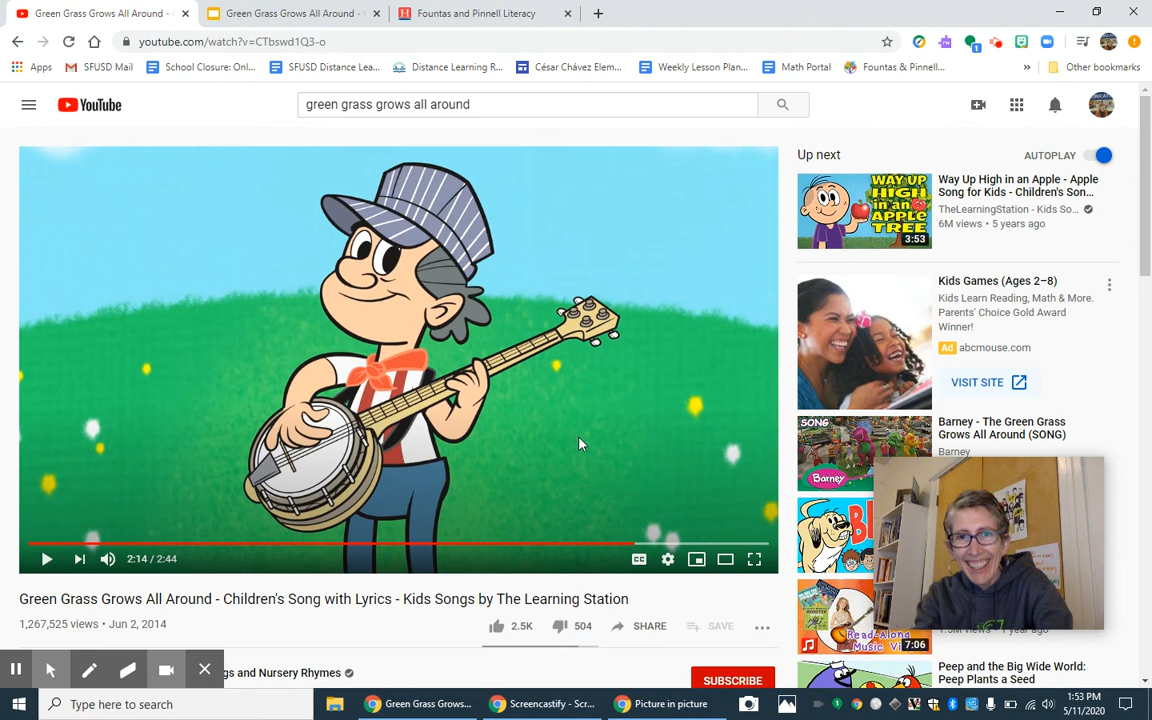 Green Grass Grows All Around -
Green Grass Grows All Around -
Fountas and Pinnell Literacy
youtube.com/watch?v=CTbswd1Q3-o
Apps
SFUSD Mail
School Closure: Onl...
SFUSD Distance Lea...
Distance Learning R...
César Chávez Elem...
Weekly Lesson Plan...
Math Portal
Fountas & Pinnell...
»
Other bookmarks
YouTube
green grass grows all around
Up next
AUTOPLAY
WAY UP
HIGH
in an
APPLE
TREE
3:53
Way Up High in an Apple - Apple
Song for Kids - Children's Son...
TheLearningStation - Kids So...
6M views • 5 years ago
Kids Games (Ages 2–8)
Kids Learn Reading, Math & More.
Parents' Choice Gold Award
Winner!
Ad abcmouse.com
VISIT SITE
SONG
Barney
Barney - The Green Grass
Grows All Around (SONG)
Barney
Read-Along
Music Vi
7:06
Peep and the Big Wide World:
Peep Plants a Seed
2:14 / 2:44
CC
Green Grass Grows All Around - Children's Song with Lyrics - Kids Songs by The Learning Station
1,267,525 views • Jun 2, 2014
2.5K
504
SHARE
SAVE
gs and Nursery Rhymes
SUBSCRIBE
Type here to search
Green Grass Grows...
Screencastify - Scr...
Picture in picture
1:53 PM
5/11/2020